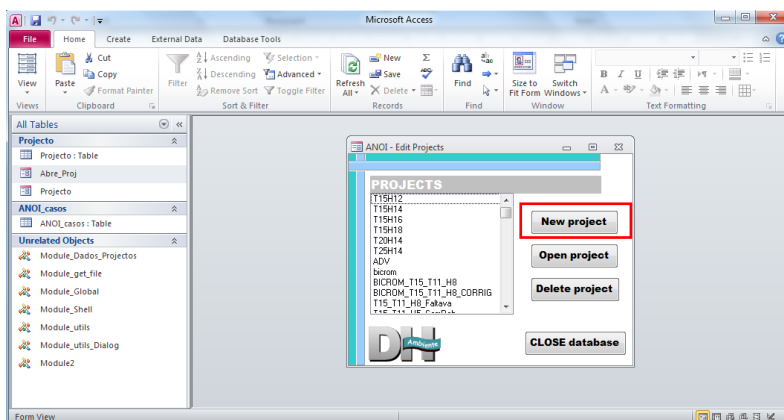 Microsoft Access
File Home Create External Data Database Tools
View
Views
Paste
Cut
Copy
Format Painter
Clipboard
Filter
Ascending
Descending
Remove Sort
Selection
Advanced
Toggle Filter
Sort & Filter
Refresh All
New
Save
Delete
Records
Find
Find
Size to Fit Form
Switch Windows
Window
B I U
A
Text Formatting
All Tables
Projecto
Projecto : Table
Abre_Proj
Projecto
ANOI_casos
ANOI_casos : Table
Unrelated Objects
Module_Dados_Projectos
Module_get_file
Module_Global
Module_Shell
Module_utils
Module_utils_Dialog
Module2
ANOI - Edit Projects
PROJECTS
T15H12
T15H14
T15H16
T15H18
T20H14
T25H14
ADV
bicrom
BICROM_T15_T11_H8
BICROM_T15_T11_H8_CORRIG
T15_T11_H8_Faltava
New project
Open project
Delete project
CLOSE database
DH
Ambiente
Form View